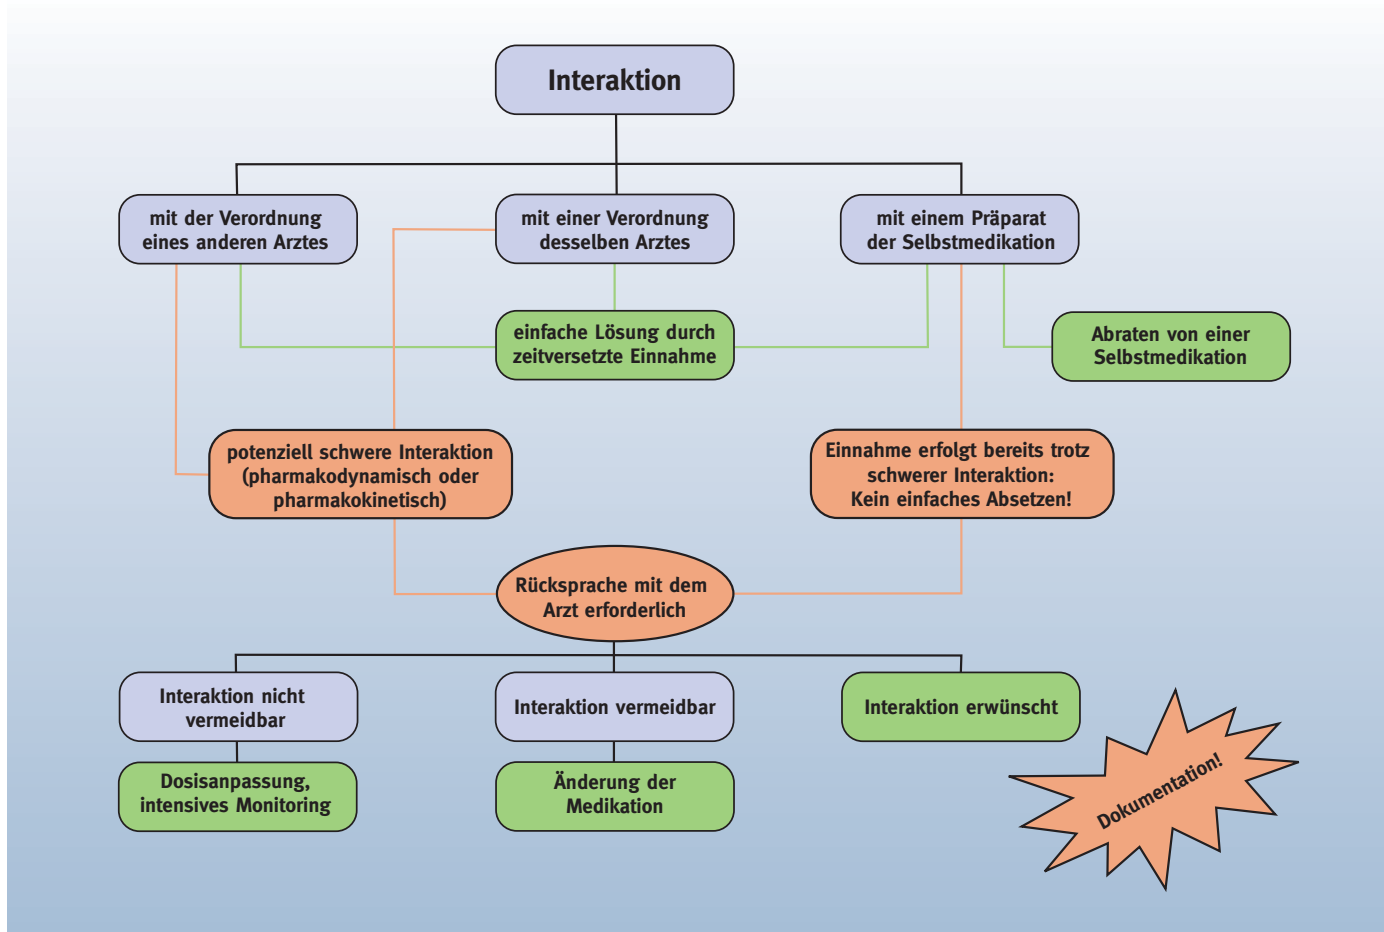 Interaktion
mit der Verordnung
eines anderen Arztes
mit einer Verordnung
desselben Arztes
mit einem Präparat
der Selbstmedikation
einfache Lösung durch
zeitversetzte Einnahme
Abraten von einer
Selbstmedikation
potenziell schwere Interaktion
(pharmakodynamisch oder
pharmakokinetisch)
Einnahme erfolgt bereits trotz
schwerer Interaktion:
Kein einfaches Absetzen!
Rücksprache mit dem
Arzt erforderlich
Interaktion nicht
vermeidbar
Interaktion vermeidbar
Interaktion erwünscht
Dosisanpassung,
intensives Monitoring
Änderung der
Medikation
Dokumentation!